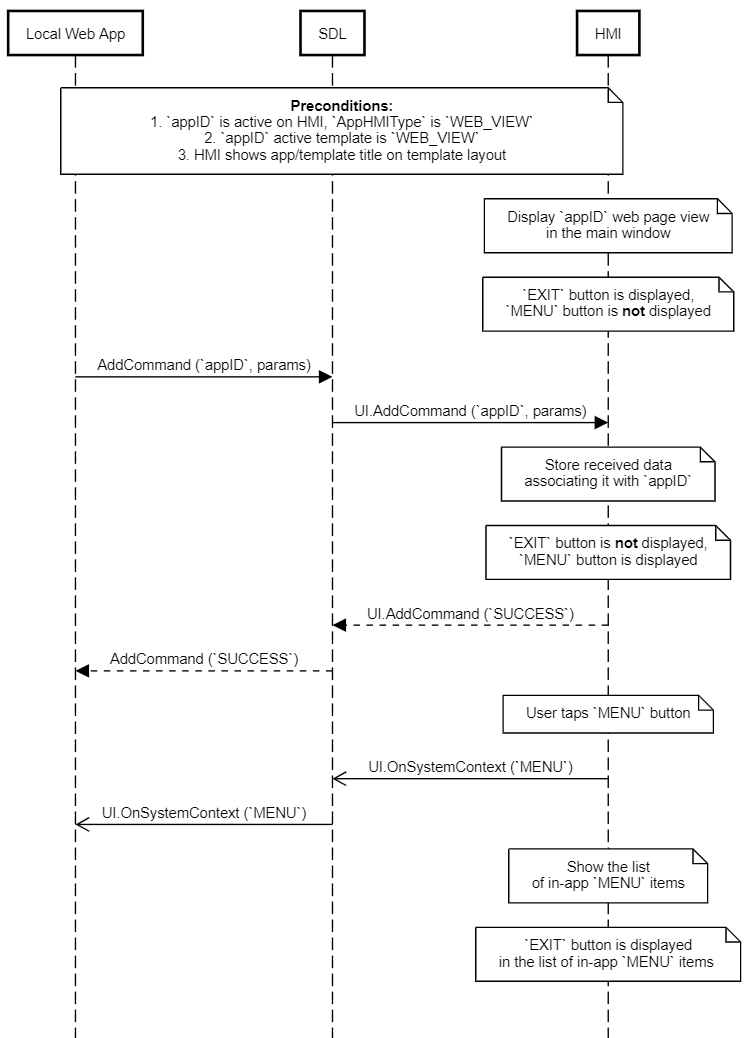 Local Web App
SDL
HMI
Preconditions:
1. `appID` is active on HMI, `AppHMIType` is `WEB_VIEW`
2. `appID` active template is `WEB_VIEW`
3. HMI shows app/template title on template layout
Display `appID` web page view
in the main window
`EXIT` button is displayed,
`MENU` button is not displayed
AddCommand (`appID`, params)
UI.AddCommand (`appID`, params)
Store received data
associating it with `appID`
`EXIT` button is not displayed,
`MENU` button is displayed
UI.AddCommand (`SUCCESS`)
AddCommand (`SUCCESS`)
User taps `MENU` button
UI.OnSystemContext (`MENU`)
UI.OnSystemContext (`MENU`)
Show the list
of in-app `MENU` items
`EXIT` button is displayed
in the list of in-app `MENU` items